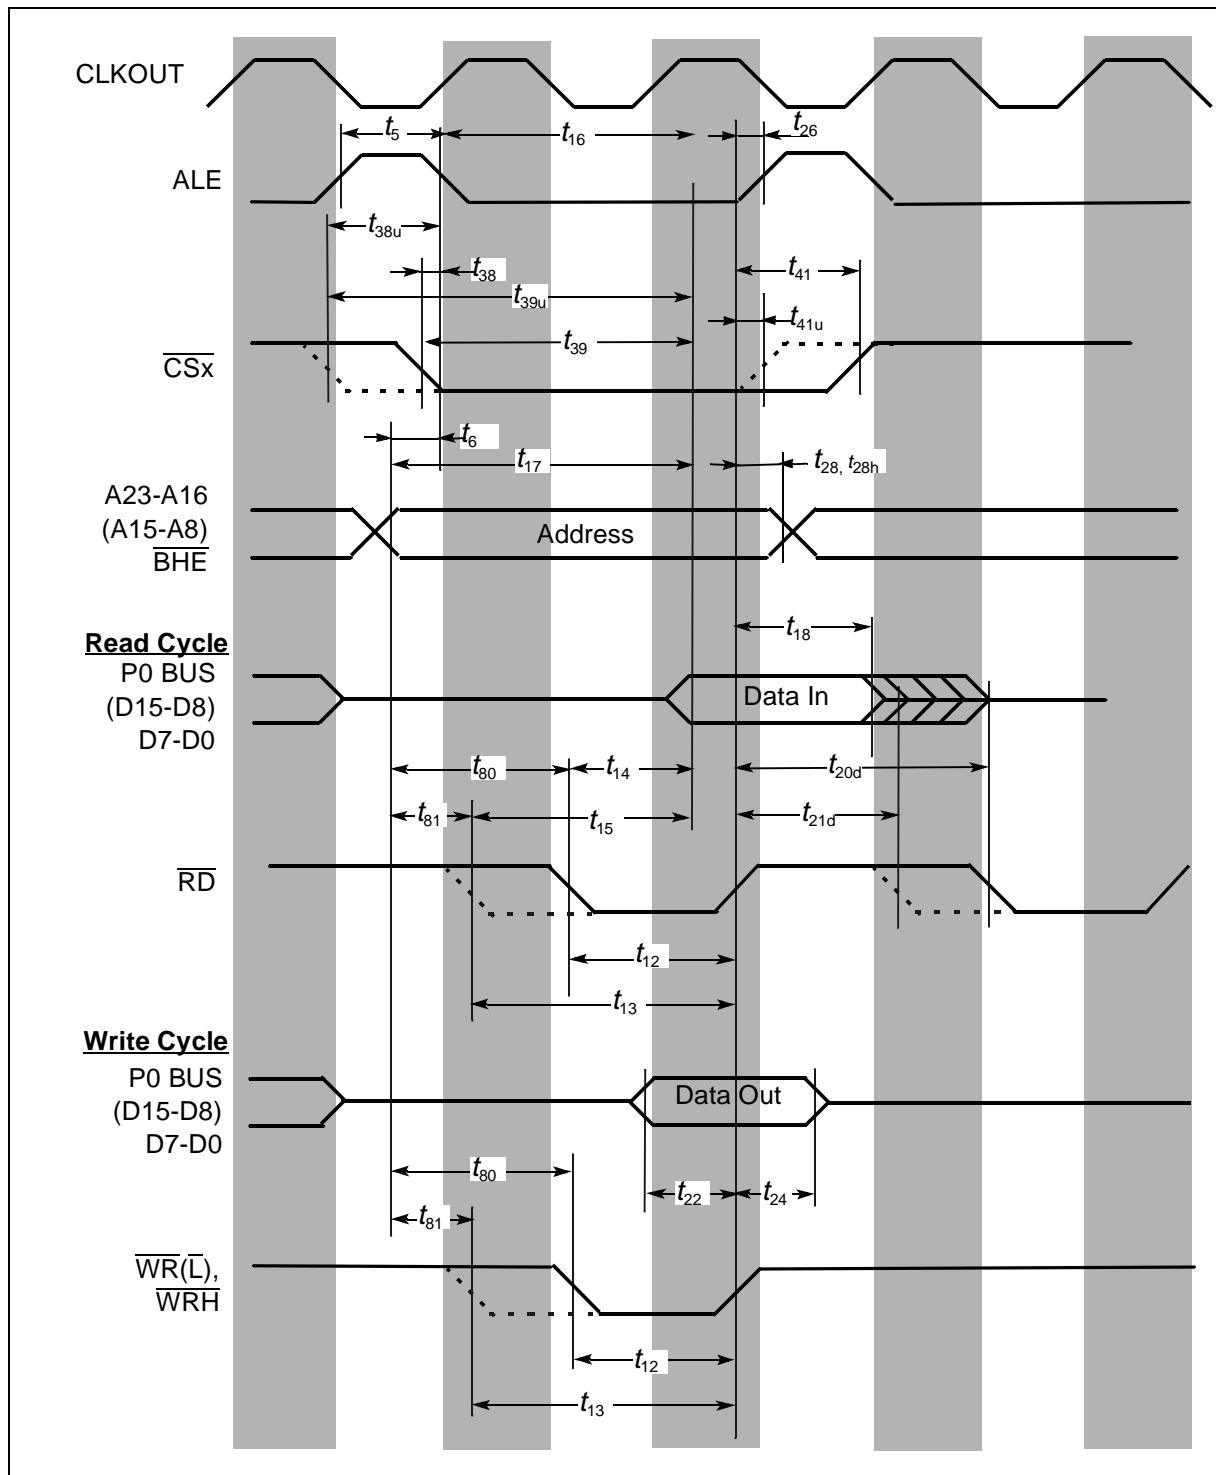 CLKOUT
t5
t16
t26
ALE
t38u
t38
t41
t39u
t41u
t39
CSx
t6
t17
t28, t28h
A23-A16
(A15-A8)
BHE
Address
t18
Read Cycle
P0 BUS
(D15-D8)
D7-D0
Data In
t80
t14
t20d
t81
t15
t21d
RD
t12
t13
Write Cycle
P0 BUS
(D15-D8)
D7-D0
Data Out
t80
t22
t24
t81
WR(L),
WRH
t12
t13